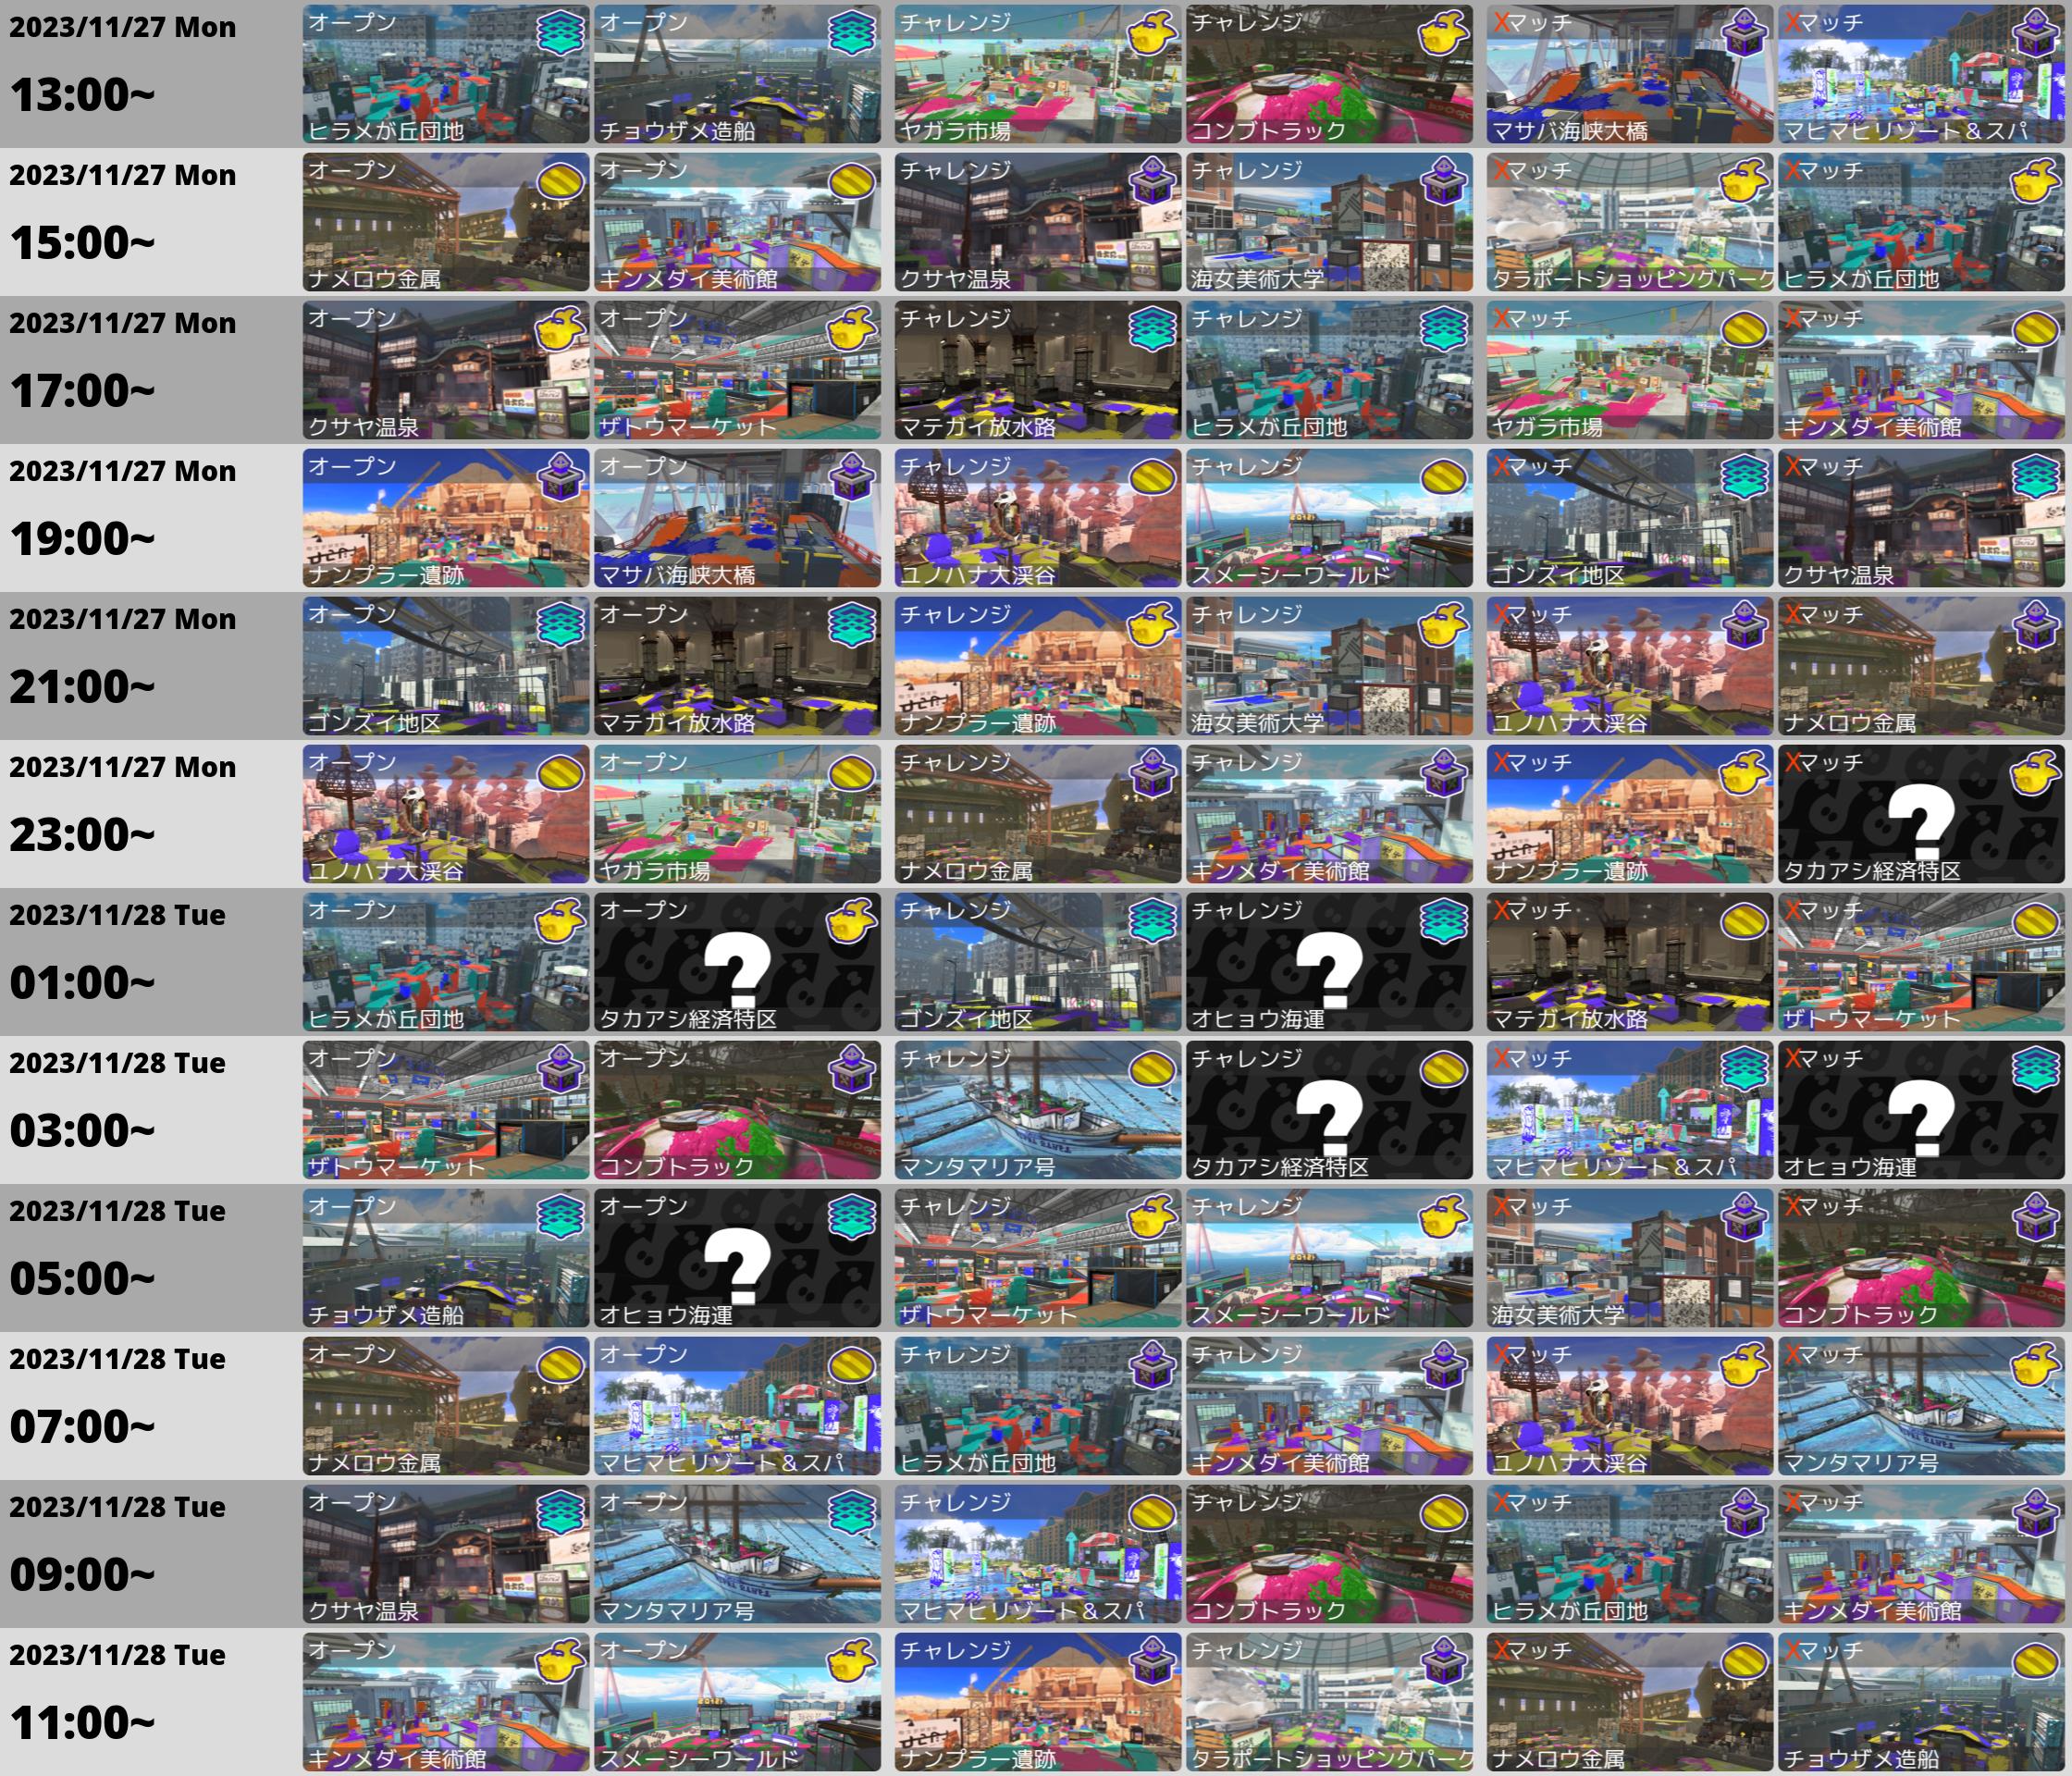 2023/11/27 Mon
13:00~
オープン オープン チャレンジ チャレンジ Xマッチ Xマッチ
ヒラメが丘団地 チョウザメ造船 ヤガラ市場 コンブトラック マサバ海峡大橋 マヒマヒリゾート&スパ
2023/11/27 Mon
15:00~
オープン オープン チャレンジ チャレンジ Xマッチ Xマッチ
ナメロウ金属 キンメダイ美術館 クサヤ温泉 海女美術大学 タラポートショッピングパーク ヒラメが丘団地
2023/11/27 Mon
17:00~
オープン オープン チャレンジ チャレンジ Xマッチ Xマッチ
クサヤ温泉 ザトウマーケット マテガイ放水路 ヒラメが丘団地 ヤガラ市場 キンメダイ美術館
2023/11/27 Mon
19:00~
オープン オープン チャレンジ チャレンジ Xマッチ Xマッチ
ナンプラー遺跡 マサバ海峡大橋 ユノハナ大渓谷 スメーシーワールド ゴンズイ地区 クサヤ温泉
2023/11/27 Mon
21:00~
オープン オープン チャレンジ チャレンジ Xマッチ Xマッチ
ゴンズイ地区 マテガイ放水路 ナンプラー遺跡 海女美術大学 ユノハナ大渓谷 ナメロウ金属
2023/11/27 Mon
23:00~
オープン オープン チャレンジ チャレンジ Xマッチ Xマッチ
ユノハナ大渓谷 ヤガラ市場 ナメロウ金属 キンメダイ美術館 ナンプラー遺跡 タカアシ経済特区
2023/11/28 Tue
01:00~
オープン オープン チャレンジ チャレンジ Xマッチ Xマッチ
ヒラメが丘団地 タカアシ経済特区 ゴンズイ地区 オヒョウ海運 マテガイ放水路 ザトウマーケット
2023/11/28 Tue
03:00~
オープン オープン チャレンジ チャレンジ Xマッチ Xマッチ
ザトウマーケット コンブトラック マンタマリア号 タカアシ経済特区 マヒマヒリゾート&スパ オヒョウ海運
2023/11/28 Tue
05:00~
オープン オープン チャレンジ チャレンジ Xマッチ Xマッチ
チョウザメ造船 オヒョウ海運 ザトウマーケット スメーシーワールド 海女美術大学 コンブトラック
2023/11/28 Tue
07:00~
オープン オープン チャレンジ チャレンジ Xマッチ Xマッチ
ナメロウ金属 マヒマヒリゾート&スパ ヒラメが丘団地 キンメダイ美術館 ユノハナ大渓谷 マンタマリア号
2023/11/28 Tue
09:00~
オープン オープン チャレンジ チャレンジ Xマッチ Xマッチ
クサヤ温泉 マンタマリア号 マヒマヒリゾート&スパ コンブトラック ヒラメが丘団地 キンメダイ美術館
2023/11/28 Tue
11:00~
オープン オープン チャレンジ チャレンジ Xマッチ Xマッチ
キンメダイ美術館 スメーシーワールド ナンプラー遺跡 タラポートショッピングパーク ナメロウ金属 チョウザメ造船